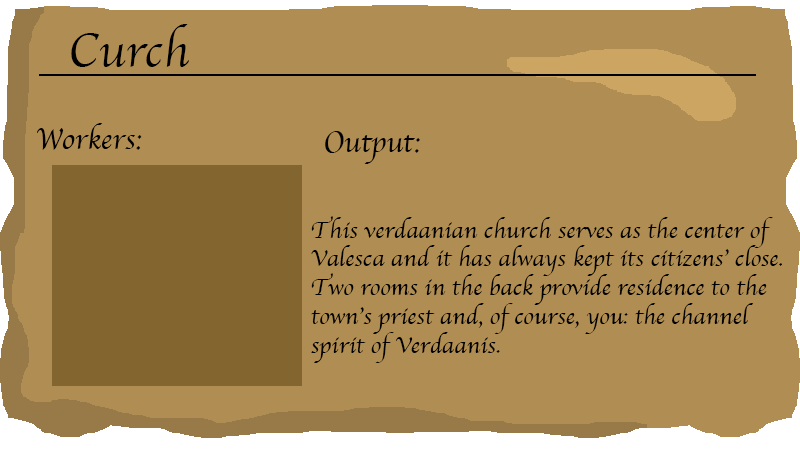 Curch
Workers:
Output:
This verdaanian church serves as the center of
Valesca and it has always kept its citizens' close.
Two rooms in the back provide residence to the
town's priest and, of course, you: the channel
spirit of Verdaanis.